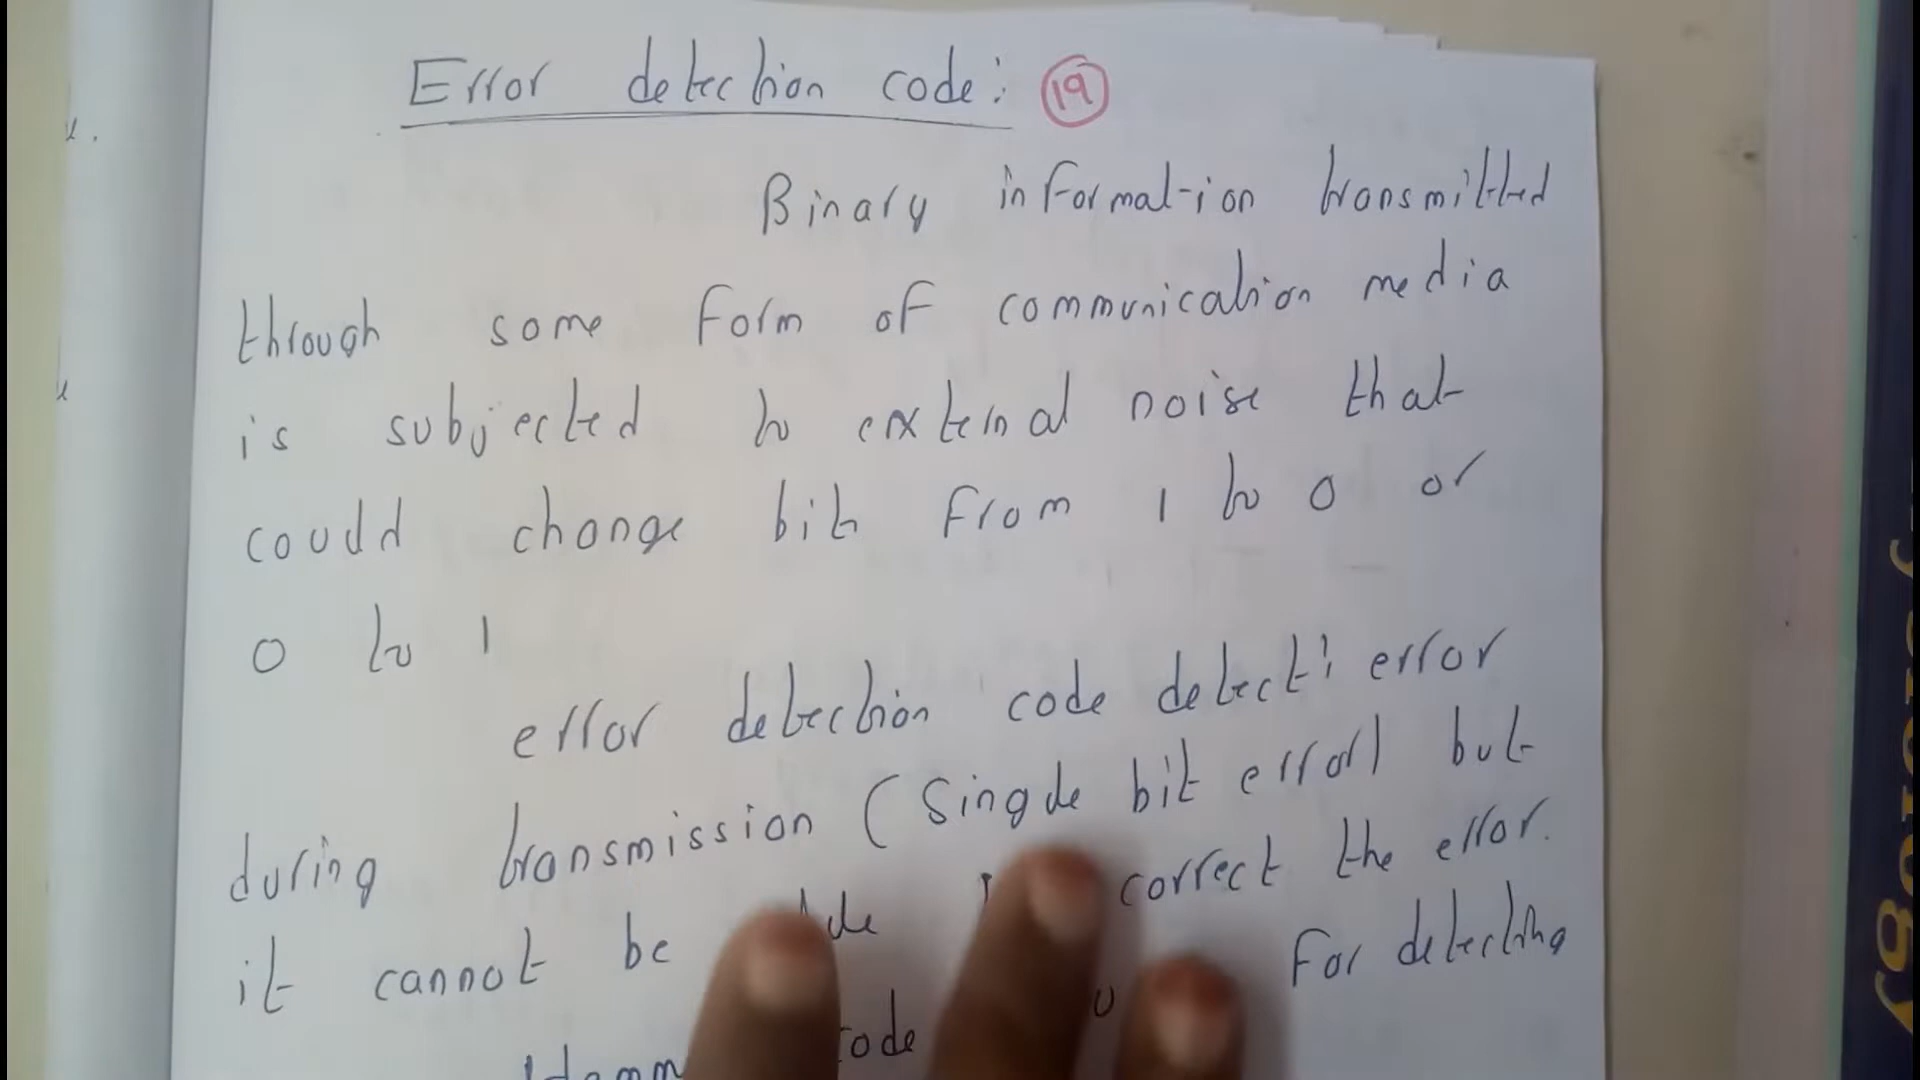 Error detection code: 19
Binary information transmitted
through some form of communication media
is subjected to external noise that
could change bit from 1 to 0 or
0 to 1
error detection code detect: error
during transmission (Single bit error) but
it cannot be correct the error.
code For detecting